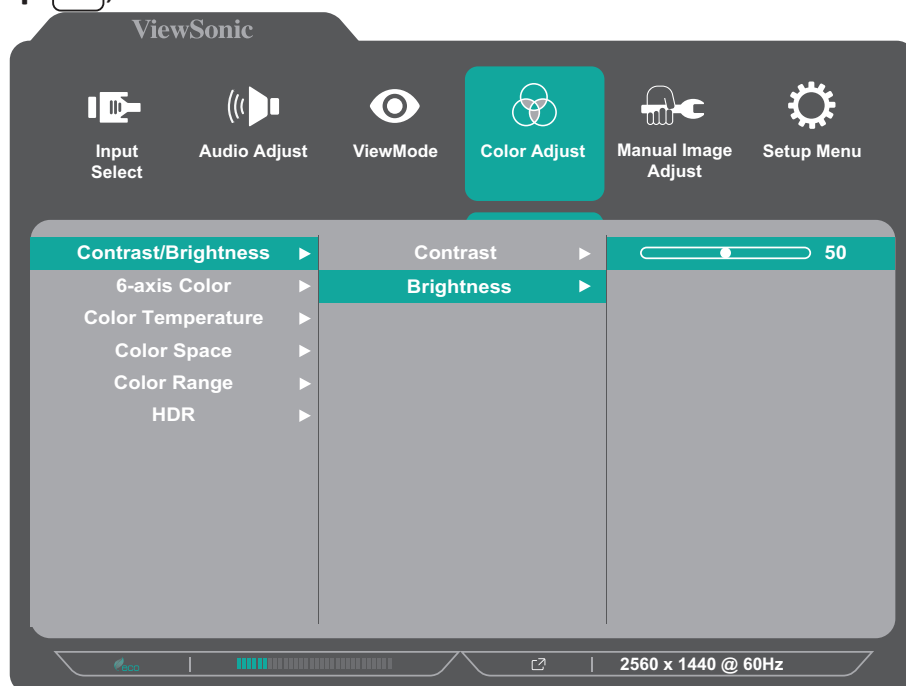 ViewSonic
Input Select
Audio Adjust
ViewMode
Color Adjust
Manual Image Adjust
Setup Menu
Contrast/Brightness
Contrast
50
6-axis Color
Brightness
Color Temperature
Color Space
Color Range
HDR
eco
2560 x 1440 @ 60Hz